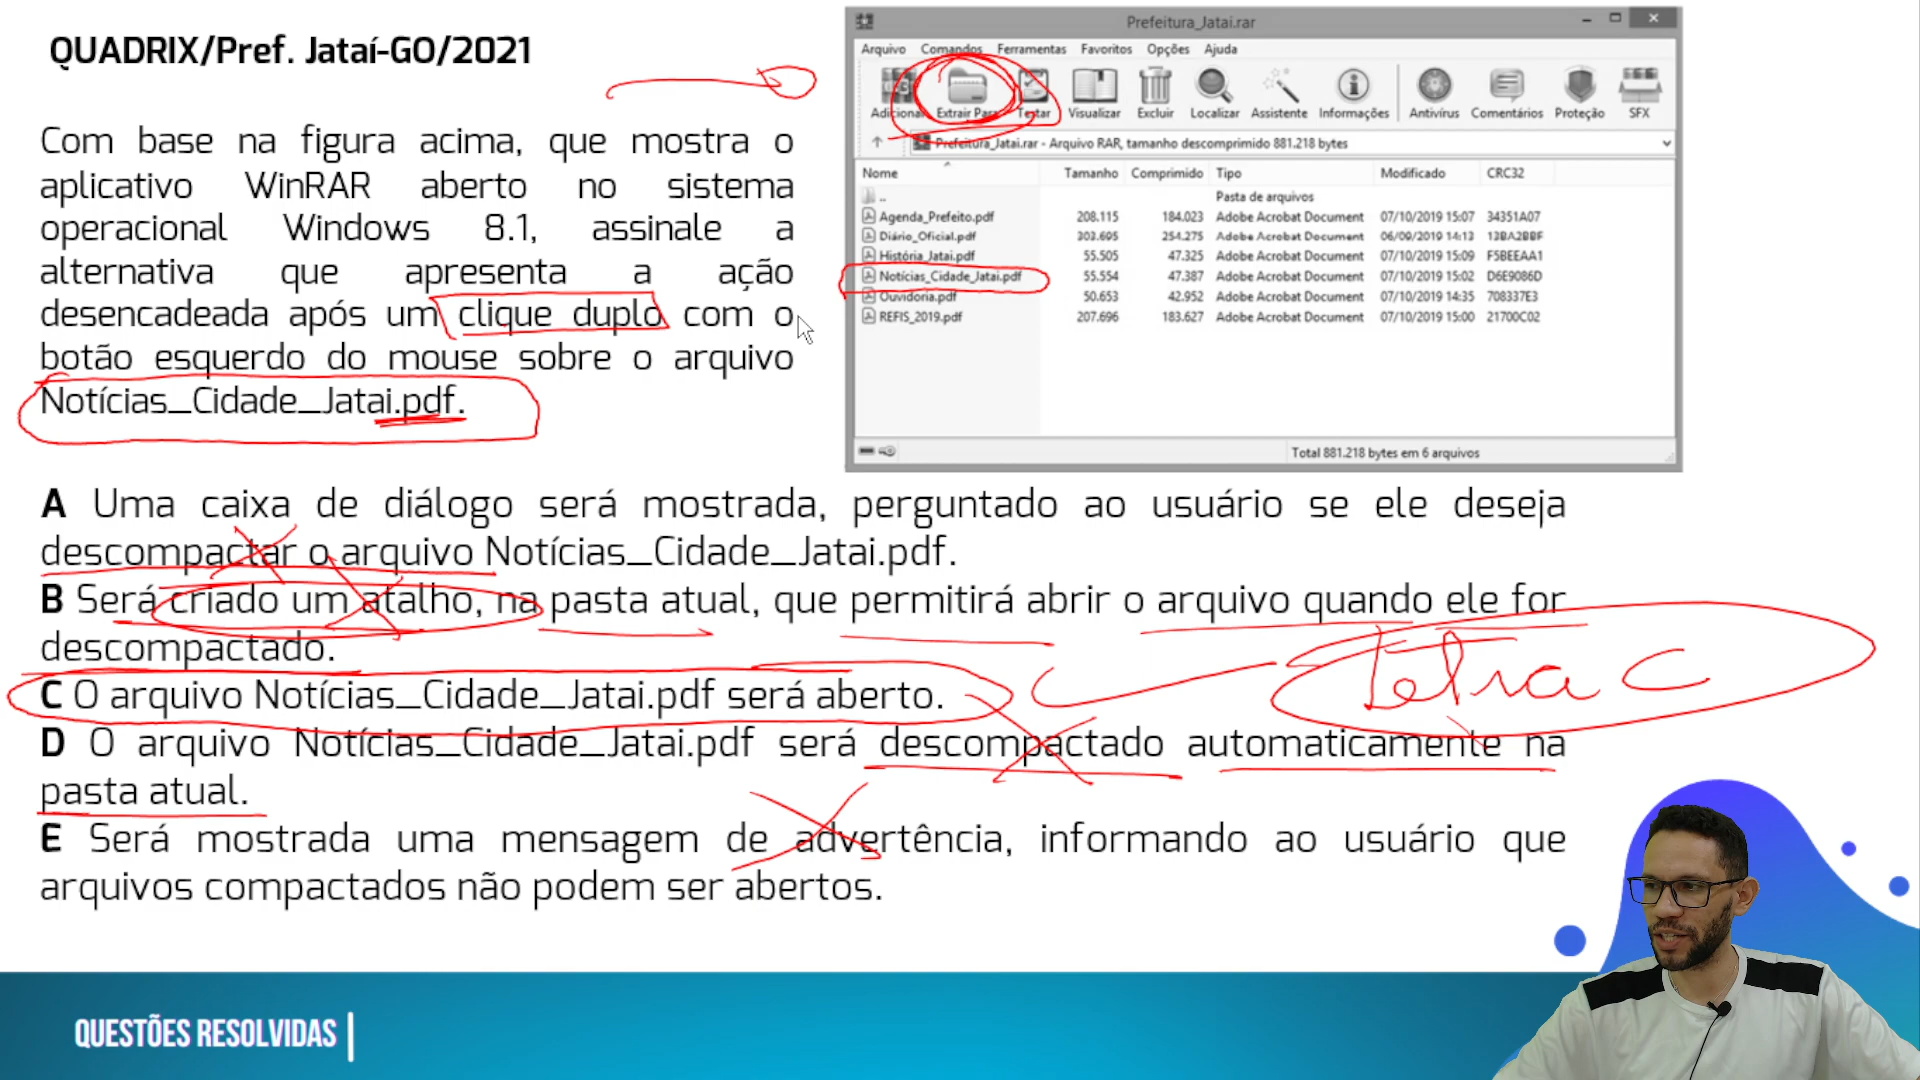 QUADRIX/Pref. Jataí-GO/2021
Com base na figura acima, que mostra o
aplicativo WinRAR aberto no sistema
operacional Windows 8.1, assinale a
alternativa que apresenta a ação
desencadeada após um clique duplo com o
botão esquerdo do mouse sobre o arquivo
Notícias_Cidade_Jatai.pdf.
Prefeitura_Jatai.rar
Arquivo Comandos Ferramentas Favoritos Opções Ajuda
Adicionar Extrair Para Testar Visualizar Excluir Localizar Assistente Informações Antivírus Comentários Proteção SFX
Prefeitura_Jatai.rar - Arquivo RAR, tamanho descomprimido 881.218 bytes
Nome Tamanho Comprimido Tipo Modificado CRC32
.. Pasta de arquivos
Agenda_Prefeito.pdf 208.115 184.023 Adobe Acrobat Document 07/10/2019 15:07 34351A07
Diário_Oficial.pdf 303.695 254.275 Adobe Acrobat Document 06/09/2019 14:13 13BA2BBF
História_Jatai.pdf 55.505 47.325 Adobe Acrobat Document 07/10/2019 15:09 F5BEEAA1
Notícias_Cidade_Jatai.pdf 55.554 47.387 Adobe Acrobat Document 07/10/2019 15:02 D6E9086D
Ouvidoria.pdf 50.653 42.952 Adobe Acrobat Document 07/10/2019 14:35 708337E3
REFIS_2019.pdf 207.696 183.627 Adobe Acrobat Document 07/10/2019 15:00 21700C02
Total 881.218 bytes em 6 arquivos
A Uma caixa de diálogo será mostrada, perguntado ao usuário se ele deseja
descompactar o arquivo Notícias_Cidade_Jatai.pdf.
B Será criado um atalho, na pasta atual, que permitirá abrir o arquivo quando ele for
descompactado.
C O arquivo Notícias_Cidade_Jatai.pdf será aberto.
Letra C
D O arquivo Notícias_Cidade_Jatai.pdf será descompactado automaticamente na
pasta atual.
E Será mostrada uma mensagem de advertência, informando ao usuário que
arquivos compactados não podem ser abertos.
QUESTÕES RESOLVIDAS